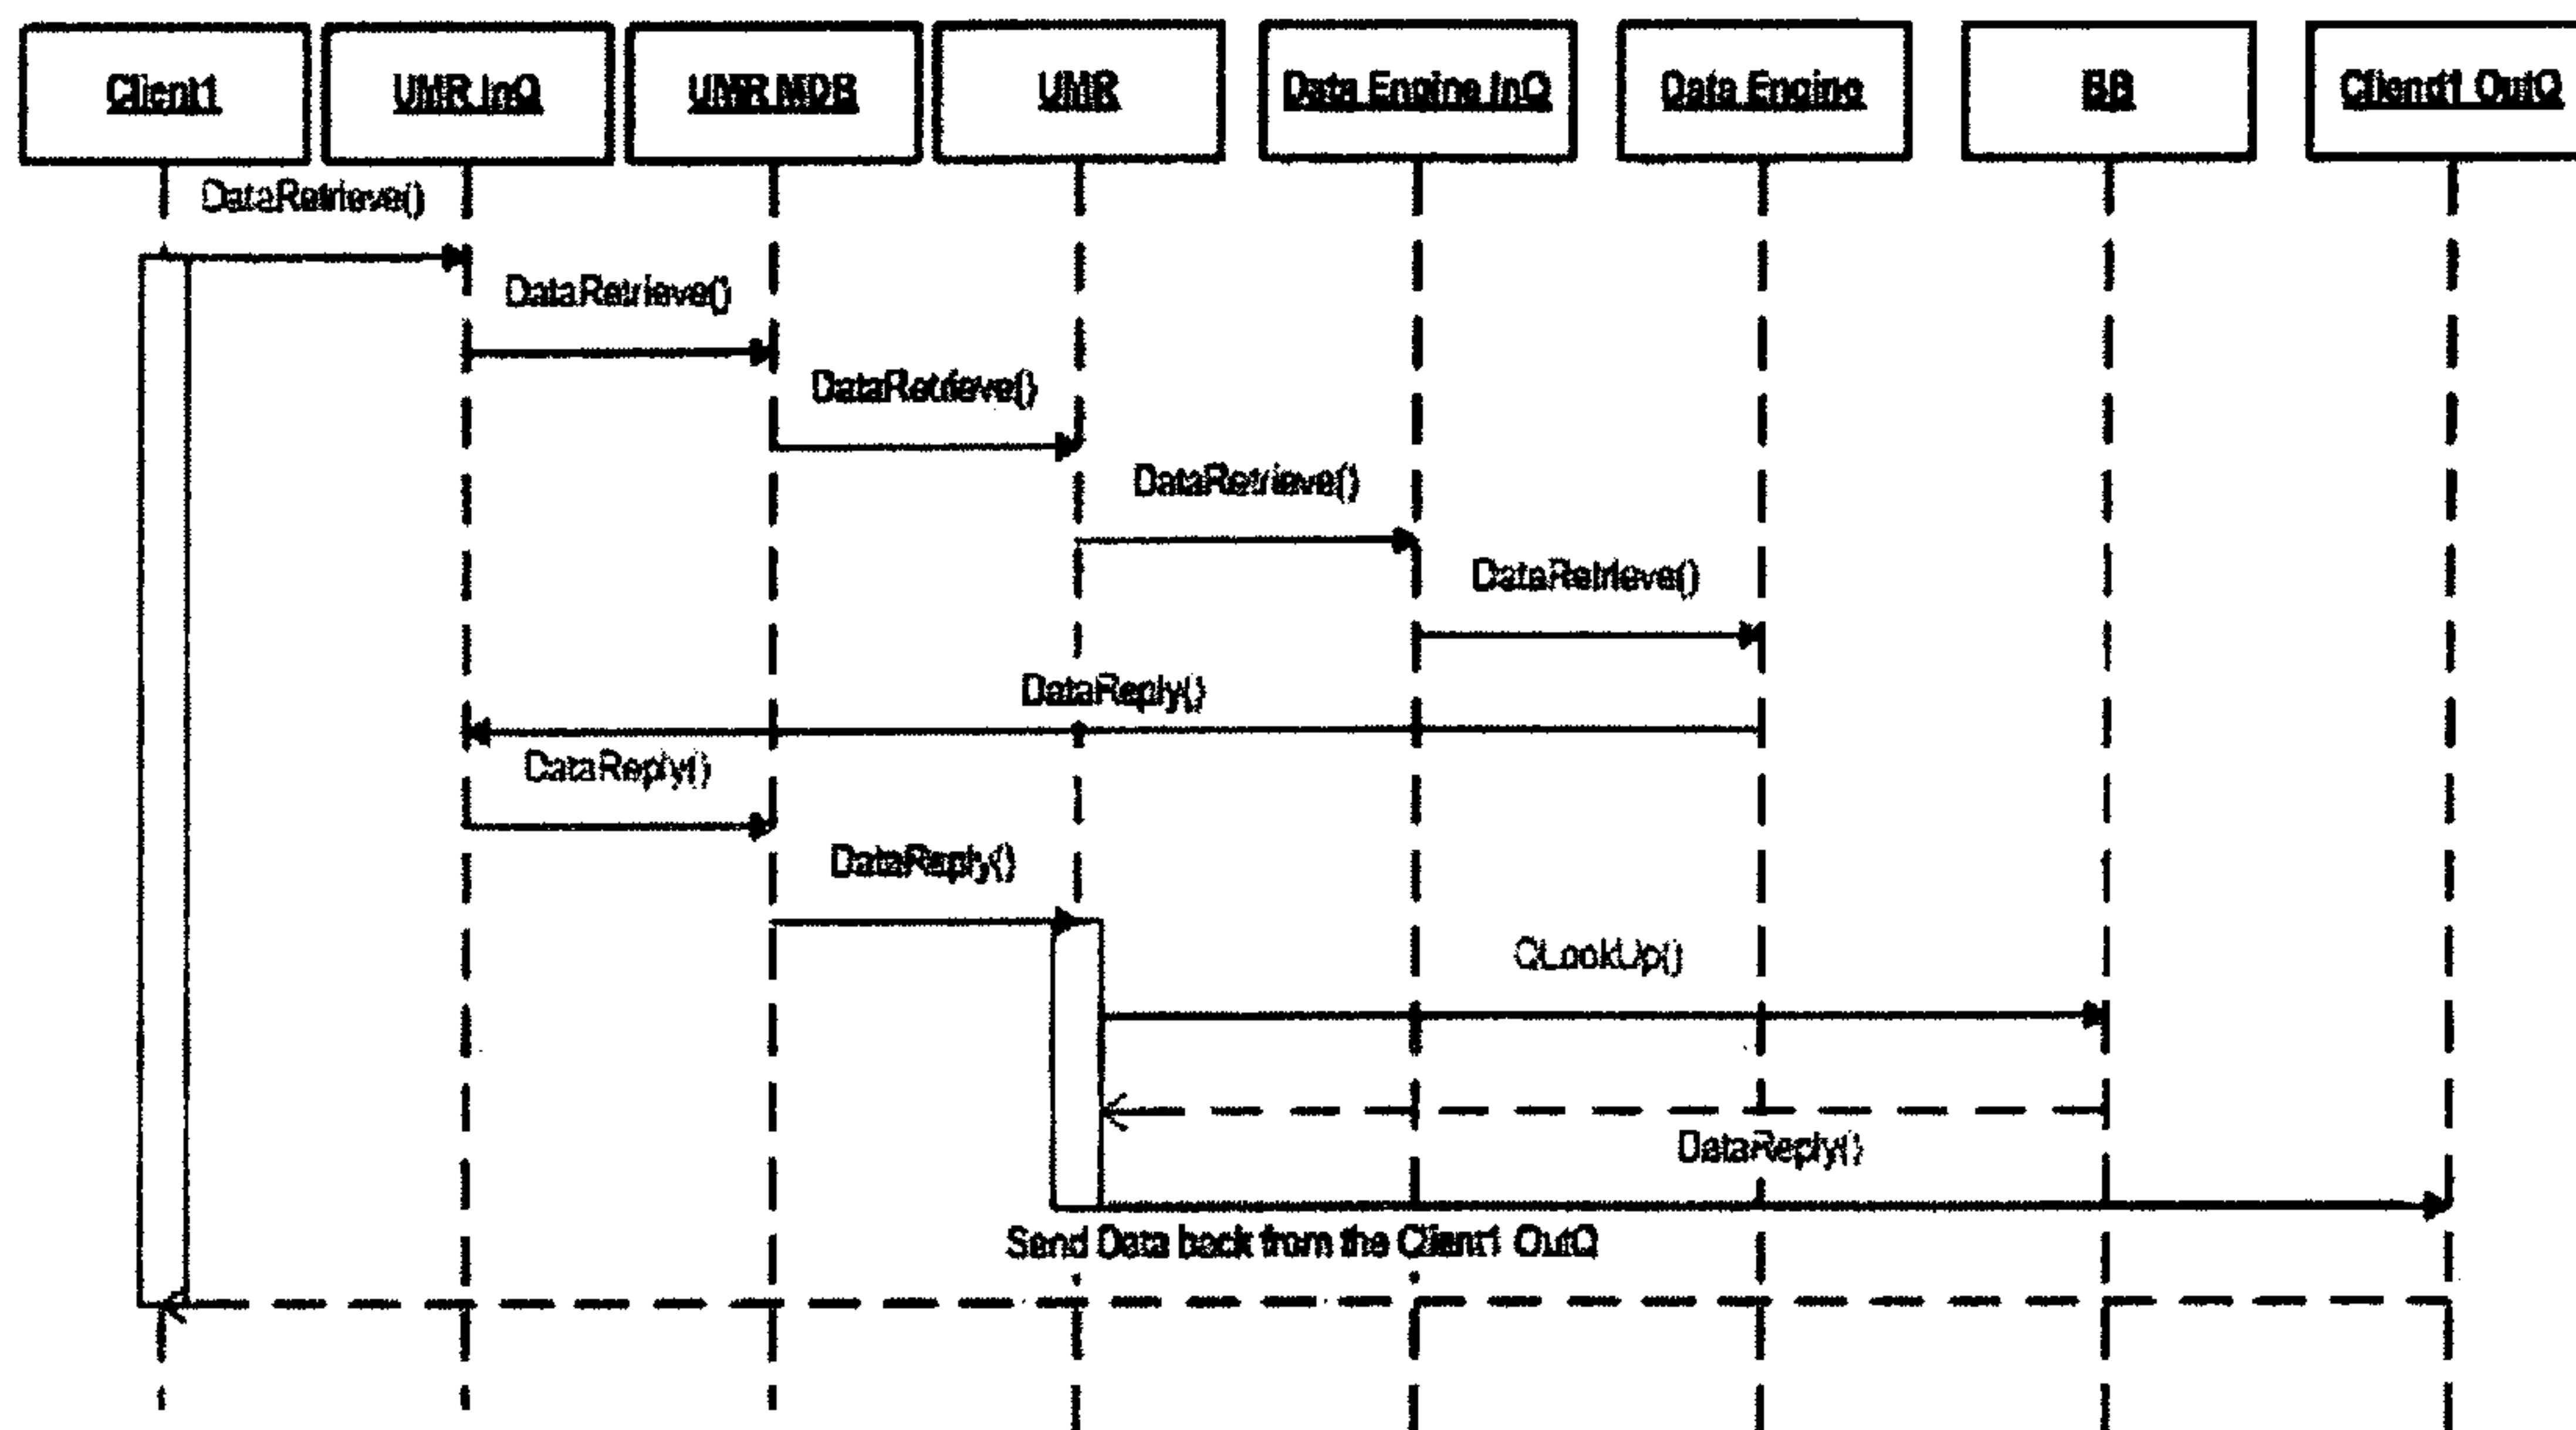 Client1
UMR InQ
UMR MDB
UMR
Data Engine InQ
Data Engine
BB
Cliend1 OutQ
DataRetrieve()
DataRetrieve()
DataRetrieve()
DataRetrieve()
DataRetrieve()
DataReply()
DataReply()
DataReply()
QLookUp()
DataReply()
Send Data back from the Client1 OutQ